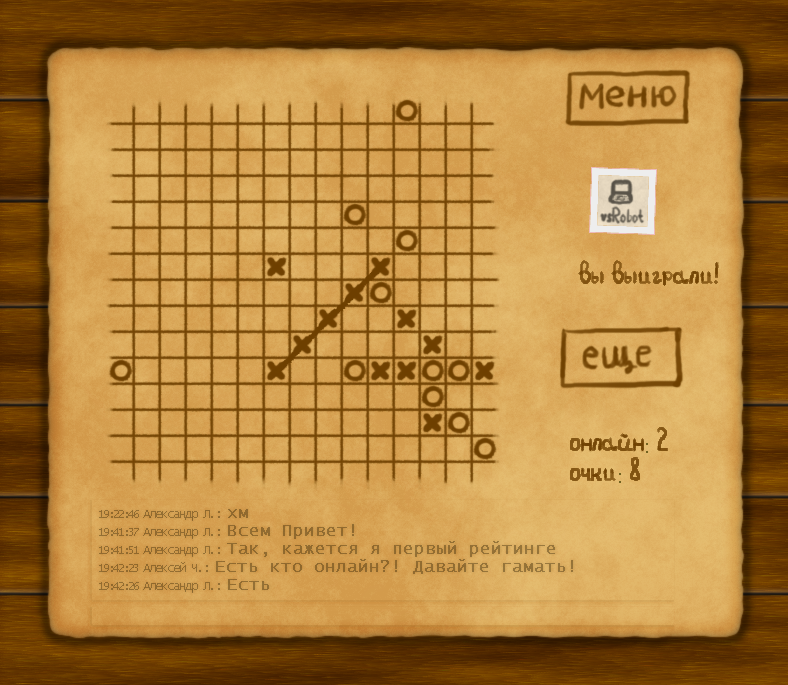 меню
vsRobot
вы выиграли!
еще
онлайн: 2
очки: 8
19:22:46 Александр Л.: хм
19:41:37 Александр Л.: Всем Привет!
19:41:51 Александр Л.: Так, кажется я первый рейтинге
19:42:23 Алексей Ч.: Есть кто онлайн?! Давайте гамать!
19:42:26 Александр Л.: Есть